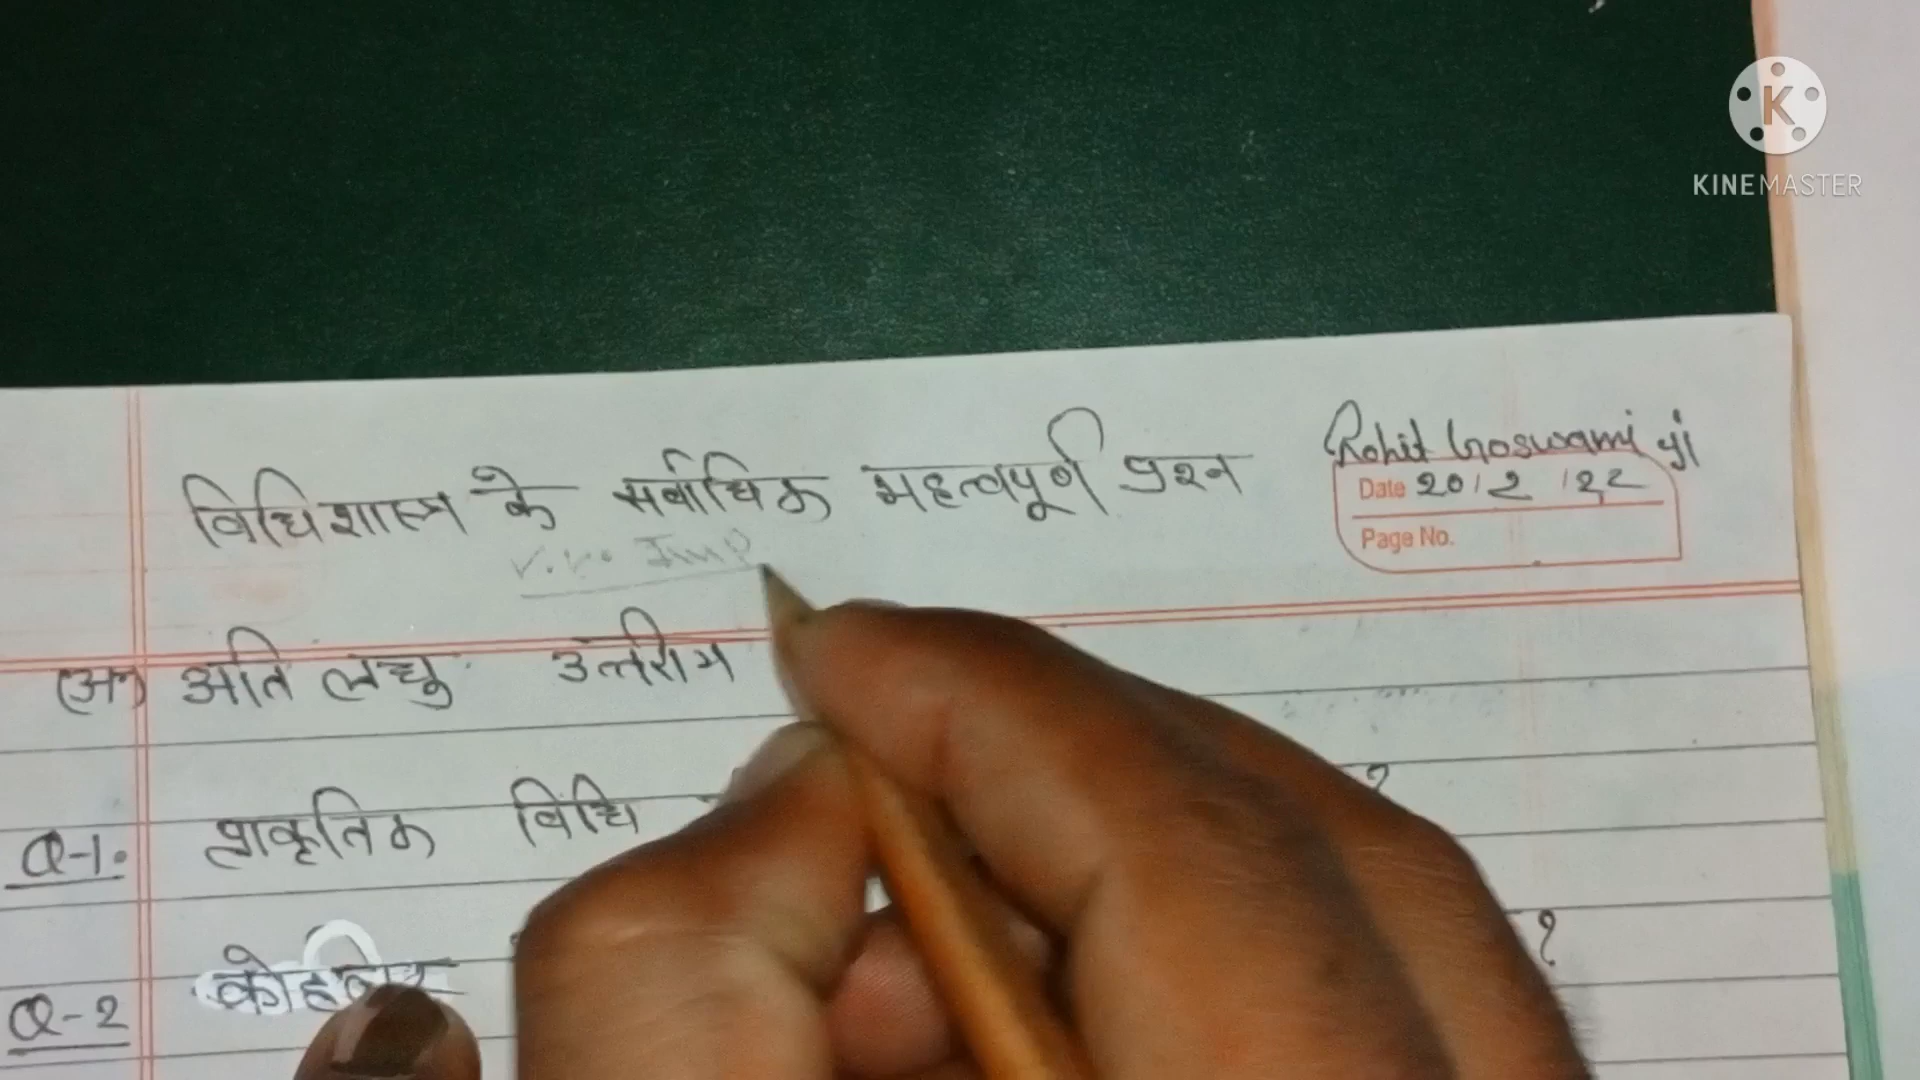 K
KINEMASTER
Rohit Goswami ji
विधिशास्त्र के सर्वाधिक महत्वपूर्ण प्रश्न
Date 20/2/22
Page No.
V.V. Imp
(अ) अति लघु उत्तरीय
Q-1. प्राकृतिक विधि ?
Q-2 ?